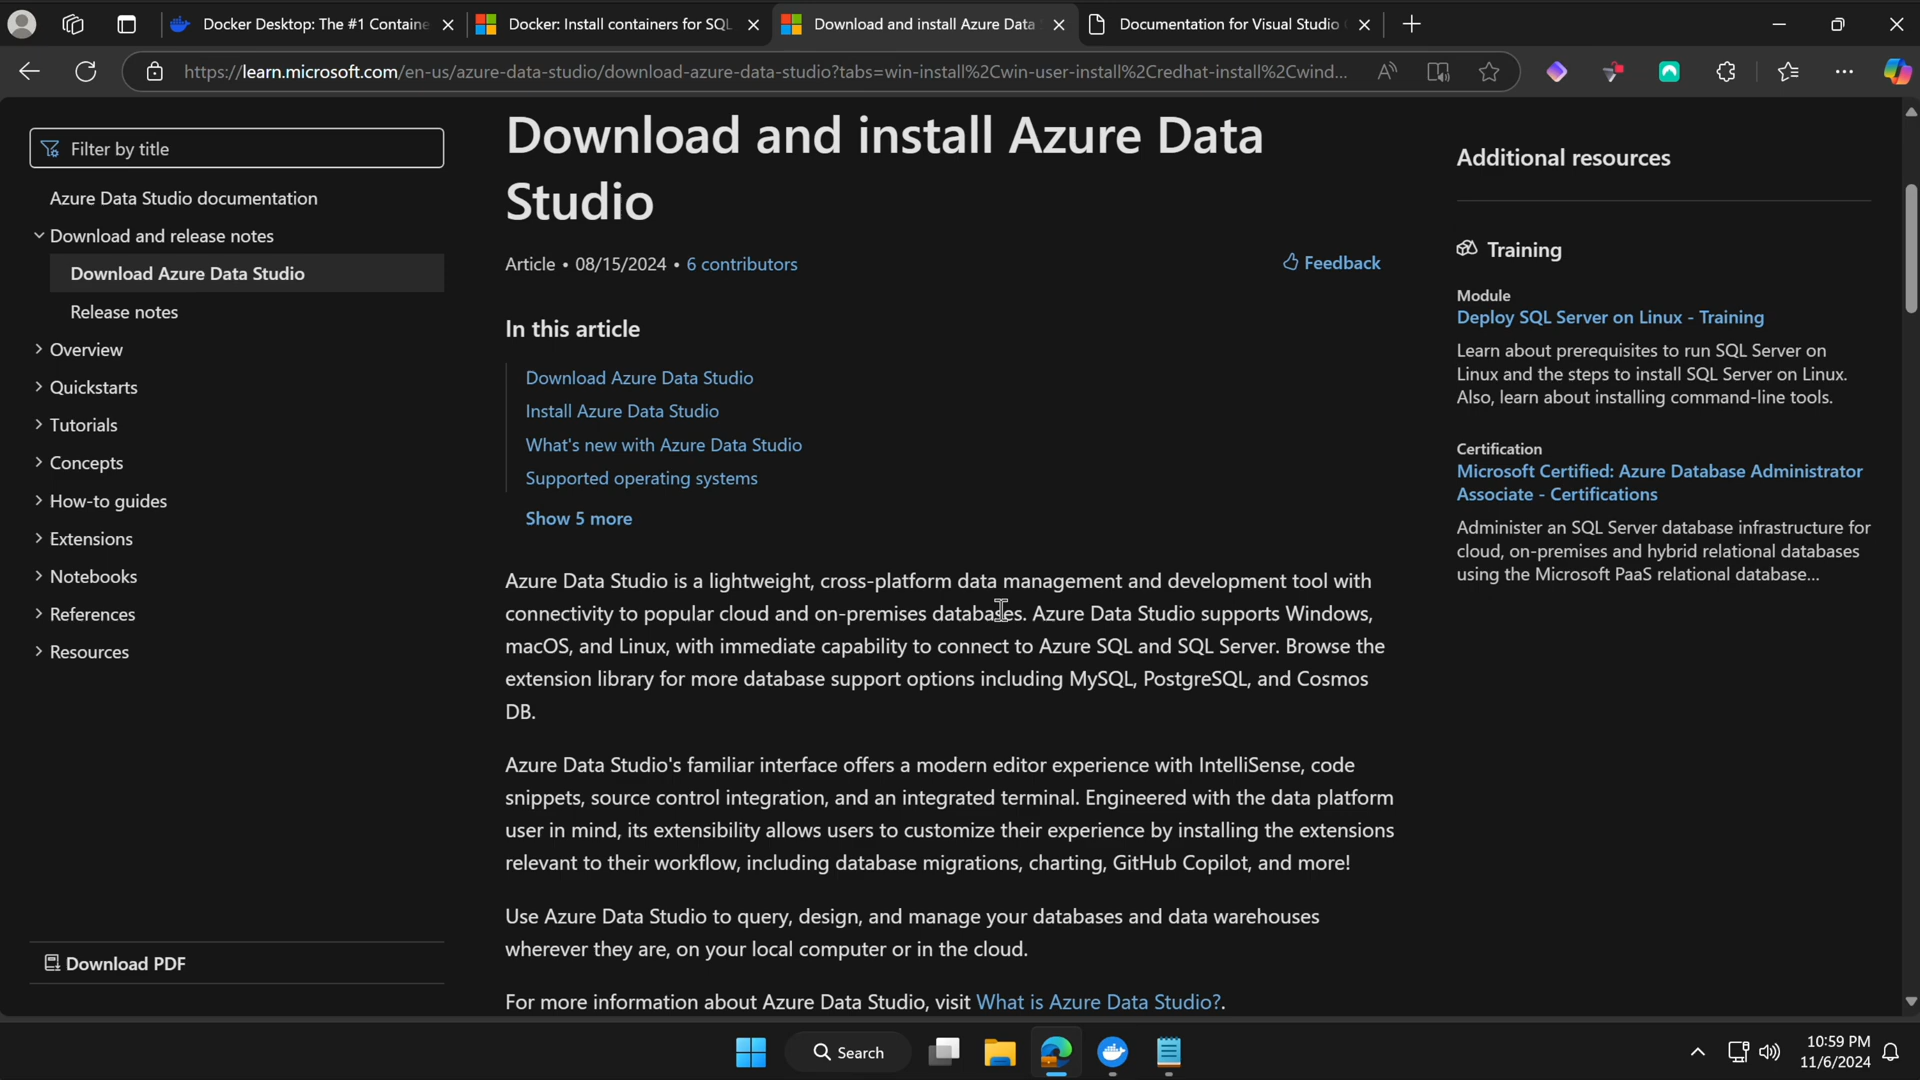 Docker Desktop: The #1 Containe
Docker: Install containers for SQL
Download and install Azure Data
Documentation for Visual Studio
https://learn.microsoft.com/en-us/azure-data-studio/download-azure-data-studio?tabs=win-install%2Cwin-user-install%2Credhat-install%2Cwind...
Filter by title
Azure Data Studio documentation
Download and release notes
Download Azure Data Studio
Release notes
Overview
Quickstarts
Tutorials
Concepts
How-to guides
Extensions
Notebooks
References
Resources
Download PDF
Download and install Azure Data
Studio
Article • 08/15/2024 • 6 contributors
Feedback
In this article
Download Azure Data Studio
Install Azure Data Studio
What's new with Azure Data Studio
Supported operating systems
Show 5 more
Azure Data Studio is a lightweight, cross-platform data management and development tool with
connectivity to popular cloud and on-premises databases. Azure Data Studio supports Windows,
macOS, and Linux, with immediate capability to connect to Azure SQL and SQL Server. Browse the
extension library for more database support options including MySQL, PostgreSQL, and Cosmos
DB.
Azure Data Studio's familiar interface offers a modern editor experience with IntelliSense, code
snippets, source control integration, and an integrated terminal. Engineered with the data platform
user in mind, its extensibility allows users to customize their experience by installing the extensions
relevant to their workflow, including database migrations, charting, GitHub Copilot, and more!
Use Azure Data Studio to query, design, and manage your databases and data warehouses
wherever they are, on your local computer or in the cloud.
For more information about Azure Data Studio, visit What is Azure Data Studio?.
Additional resources
Training
Module
Deploy SQL Server on Linux - Training
Learn about prerequisites to run SQL Server on
Linux and the steps to install SQL Server on Linux.
Also, learn about installing command-line tools.
Certification
Microsoft Certified: Azure Database Administrator
Associate - Certifications
Administer an SQL Server database infrastructure for
cloud, on-premises and hybrid relational databases
using the Microsoft PaaS relational database...
Search
10:59 PM
11/6/2024